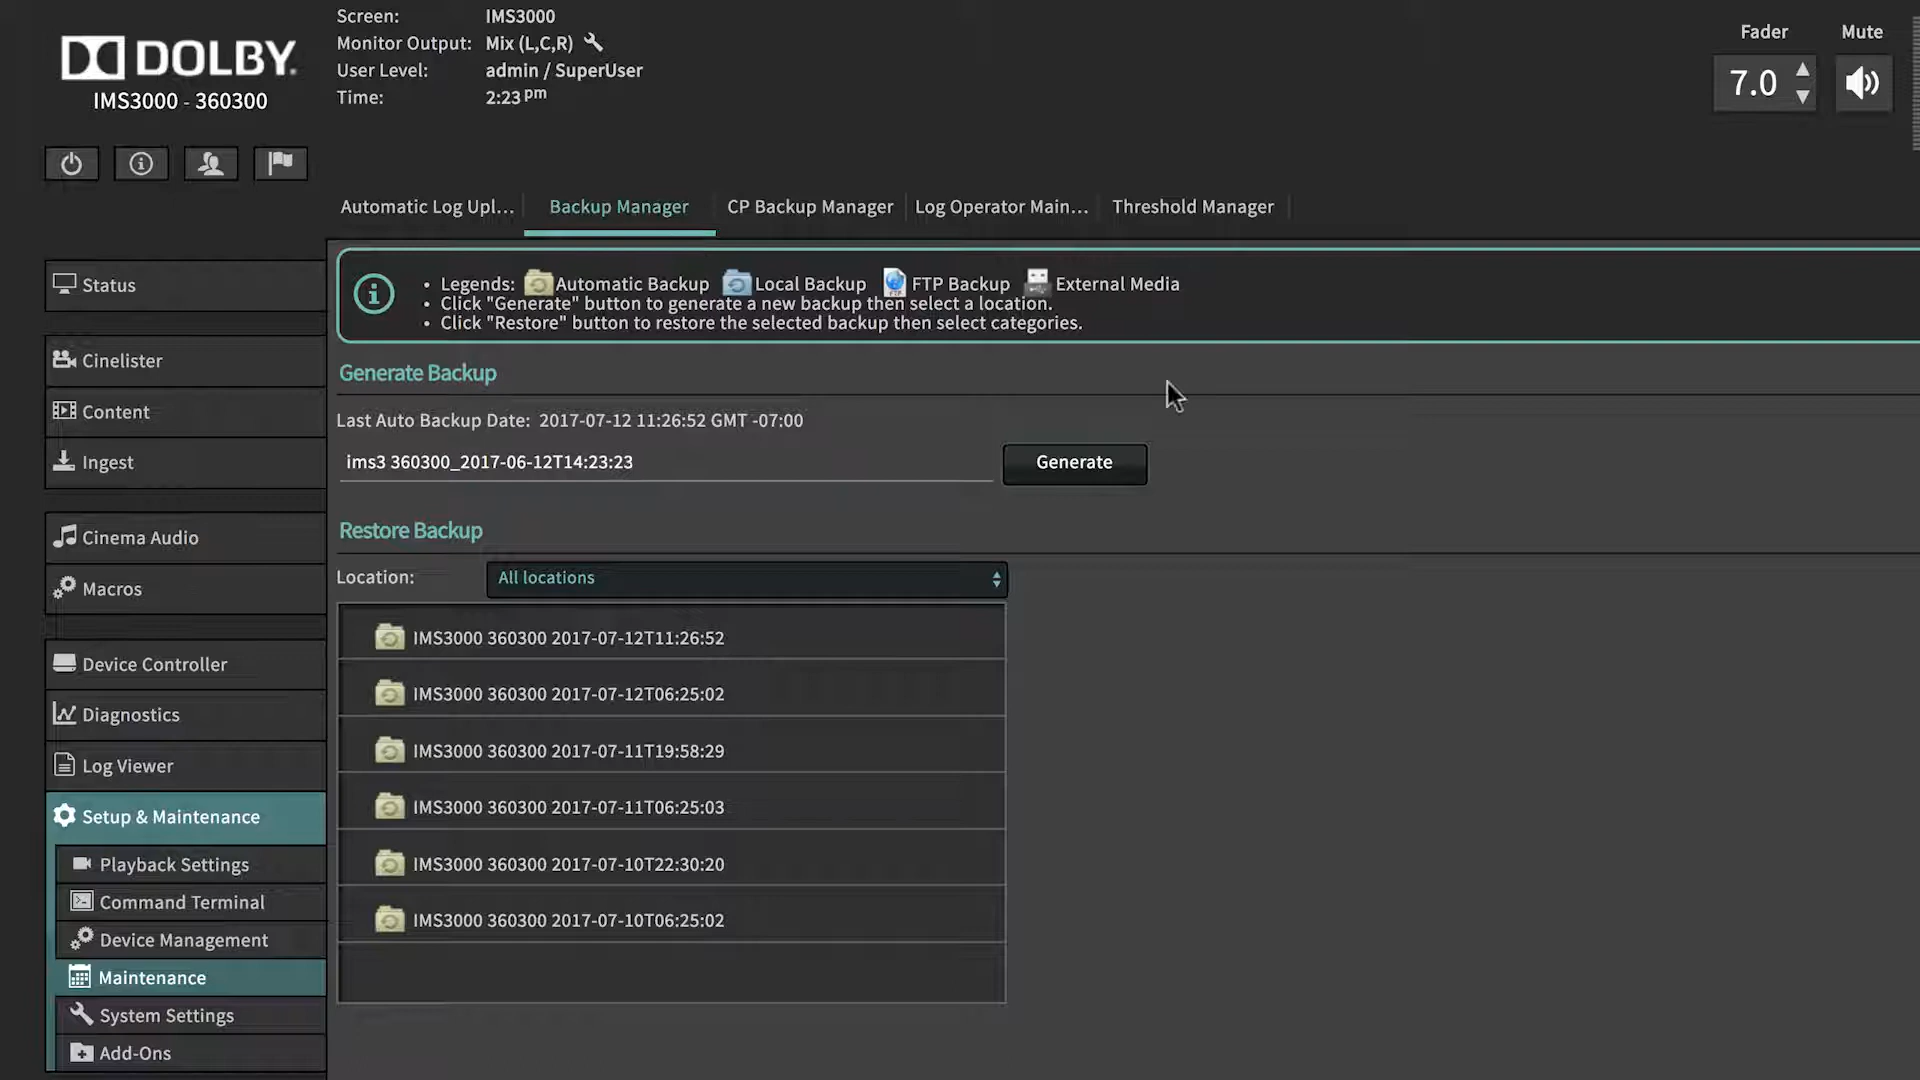 Screen: IMS3000
Monitor Output: Mix (L,C,R)
User Level: admin / SuperUser
Time: 2:23 pm
DOLBY
IMS3000 - 360300
Fader
Mute
7.0
Automatic Log Upl...
Backup Manager
CP Backup Manager
Log Operator Main...
Threshold Manager
• Legends: Automatic Backup Local Backup FTP Backup External Media
• Click "Generate" button to generate a new backup then select a location.
• Click "Restore" button to restore the selected backup then select categories.
Generate Backup
Last Auto Backup Date: 2017-07-12 11:26:52 GMT -07:00
ims3 360300_2017-06-12T14:23:23
Generate
Restore Backup
Location: All locations
IMS3000 360300 2017-07-12T11:26:52
IMS3000 360300 2017-07-12T06:25:02
IMS3000 360300 2017-07-11T19:58:29
IMS3000 360300 2017-07-11T06:25:03
IMS3000 360300 2017-07-10T22:30:20
IMS3000 360300 2017-07-10T06:25:02
Status
Cinelister
Content
Ingest
Cinema Audio
Macros
Device Controller
Diagnostics
Log Viewer
Setup & Maintenance
Playback Settings
Command Terminal
Device Management
Maintenance
System Settings
Add-Ons